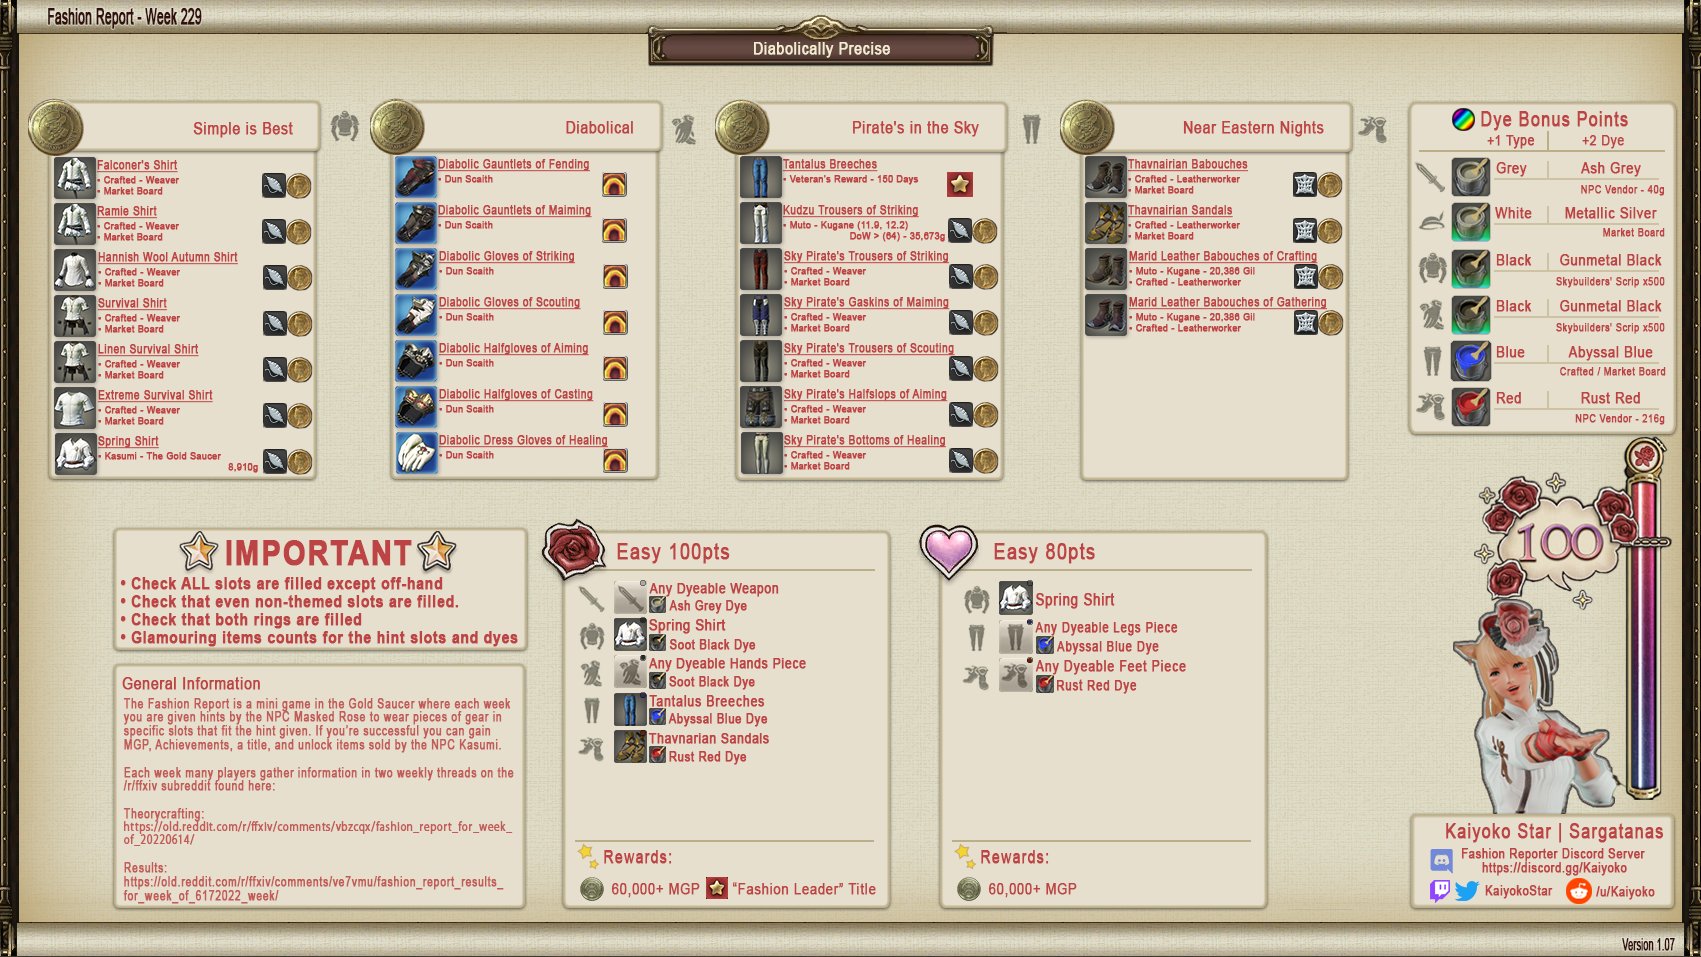 Fashion Report - Week 229
Diabolically Precise
Simple is Best
Falconer's Shirt
• Crafted - Weaver
• Market Board
Ramie Shirt
• Crafted - Weaver
• Market Board
Hannish Wool Autumn Shirt
• Crafted - Weaver
• Market Board
Survival Shirt
• Crafted - Weaver
• Market Board
Linen Survival Shirt
• Crafted - Weaver
• Market Board
Extreme Survival Shirt
• Crafted - Weaver
• Market Board
Spring Shirt
• Kasumi - The Gold Saucer
8,910g
Diabolical
Diabolic Gauntlets of Fending
• Dun Scaith
Diabolic Gauntlets of Maiming
• Dun Scaith
Diabolic Gloves of Striking
• Dun Scaith
Diabolic Gloves of Scouting
• Dun Scaith
Diabolic Halfgloves of Aiming
• Dun Scaith
Diabolic Halfgloves of Casting
• Dun Scaith
Diabolic Dress Gloves of Healing
• Dun Scaith
Pirate's in the Sky
Tantalus Breeches
• Veteran's Reward - 150 Days
Kudzu Trousers of Striking
• Muto - Kugane (11.9, 12.2)
DoW > (64) - 35,673g
Sky Pirate's Trousers of Striking
• Crafted - Weaver
• Market Board
Sky Pirate's Gaskins of Maiming
• Crafted - Weaver
• Market Board
Sky Pirate's Trousers of Scouting
• Crafted - Weaver
• Market Board
Sky Pirate's Halfslops of Aiming
• Crafted - Weaver
• Market Board
Sky Pirate's Bottoms of Healing
• Crafted - Weaver
• Market Board
Near Eastern Nights
Thavnairian Babouches
• Crafted - Leatherworker
• Market Board
Thavnairian Sandals
• Crafted - Leatherworker
• Market Board
Marid Leather Babouches of Crafting
• Muto - Kugane - 20,386 Gil
• Crafted - Leatherworker
Marid Leather Babouches of Gathering
• Muto - Kugane - 20,386 Gil
• Crafted - Leatherworker
Dye Bonus Points
+1 Type | +2 Dye
Grey | Ash Grey
NPC Vendor - 40g
White | Metallic Silver
Market Board
Black | Gunmetal Black
Skybuilders' Scrip x500
Black | Gunmetal Black
Skybuilders' Scrip x500
Blue | Abyssal Blue
Crafted / Market Board
Red | Rust Red
NPC Vendor - 216g
100
IMPORTANT
• Check ALL slots are filled except off-hand
• Check that even non-themed slots are filled.
• Check that both rings are filled
• Glamouring items counts for the hint slots and dyes
General Information
The Fashion Report is a mini game in the Gold Saucer where each week
you are given hints by the NPC Masked Rose to wear pieces of gear in
specific slots that fit the hint given. If you're successful you can gain
MGP, Achievements, a title, and unlock items sold by the NPC Kasumi.
Each week many players gather information in two weekly threads on the
/r/ffxiv subreddit found here:
Theorycrafting:
https://old.reddit.com/r/ffxiv/comments/vbzcqx/fashion_report_for_week_
of_20220614/
Results:
https://old.reddit.com/r/ffxiv/comments/ve7vmu/fashion_report_results_
for_week_of_6172022_week/
Easy 100pts
Any Dyeable Weapon
Ash Grey Dye
Spring Shirt
Soot Black Dye
Any Dyeable Hands Piece
Soot Black Dye
Tantalus Breeches
Abyssal Blue Dye
Thavnarian Sandals
Rust Red Dye
Rewards:
60,000+ MGP "Fashion Leader" Title
Easy 80pts
Spring Shirt
Any Dyeable Legs Piece
Abyssal Blue Dye
Any Dyeable Feet Piece
Rust Red Dye
Rewards:
60,000+ MGP
Kaiyoko Star | Sargatanas
Fashion Reporter Discord Server
https://discord.gg/Kaiyoko
KaiyokoStar /u/Kaiyoko
Version 1.07